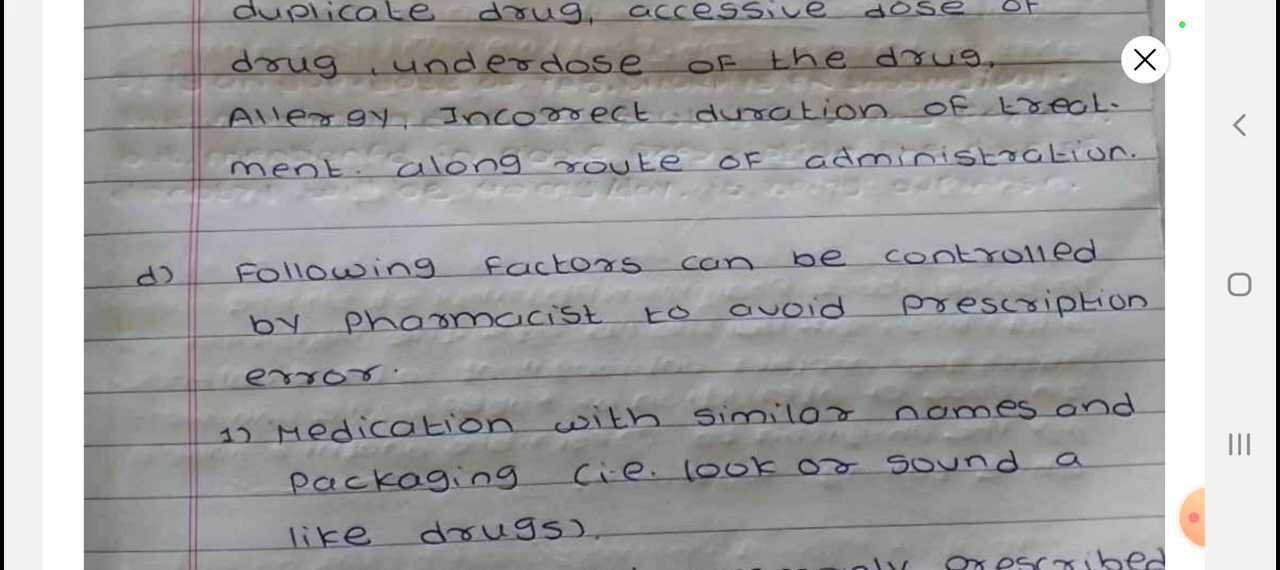 duplicate drug, accessive dose of
drug, underdose of the drug,
Allergy, Incorrect duration of treat-
ment along route of administration.
d) Following factors can be controlled
by pharmacist to avoid prescription
error.
1) Medication with similar names and
packaging (i.e. look or sound a
like drugs).
prescribed